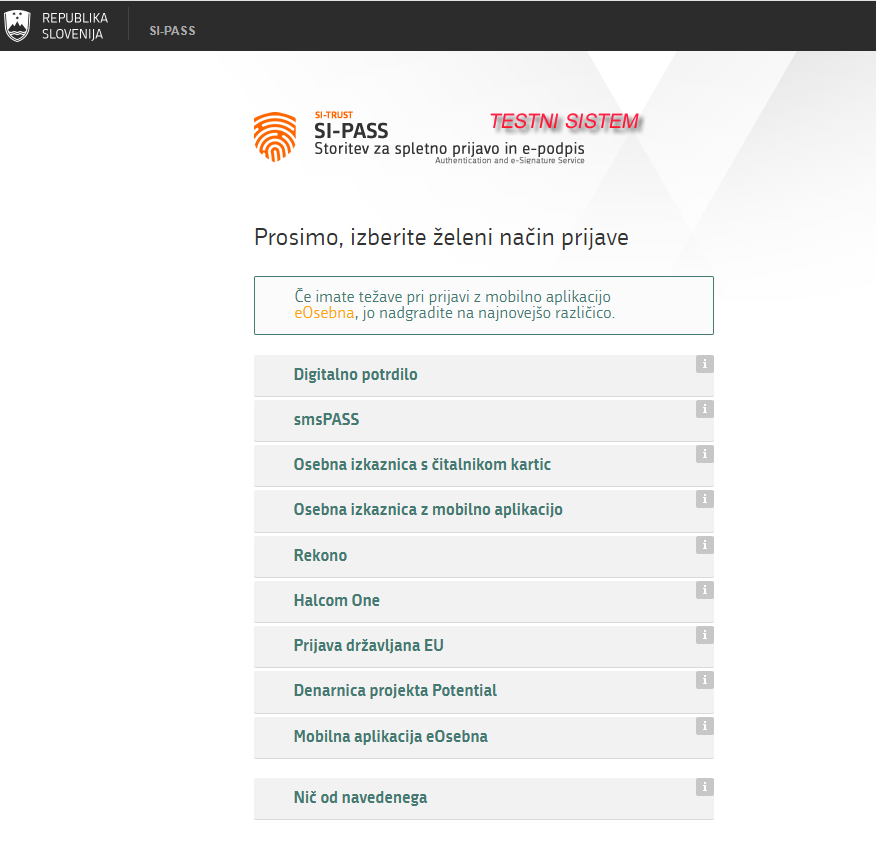 REPUBLIKA
SLOVENIJA
SI-PASS
SI-TRUST
SI-PASS
TESTNI SISTEM
Storitev za spletno prijavo in e-podpis
Authentication and e-Signature Service
Prosimo, izberite želeni način prijave
Če imate težave pri prijavi z mobilno aplikacijo
eOsebna, jo nadgradite na najnovejšo različico.
Digitalno potrdilo
i
smsPASS
i
Osebna izkaznica s čitalnikom kartic
i
Osebna izkaznica z mobilno aplikacijo
i
Rekono
i
Halcom One
i
Prijava državljana EU
i
Denarnica projekta Potential
i
Mobilna aplikacija eOsebna
i
Nič od navedenega
i